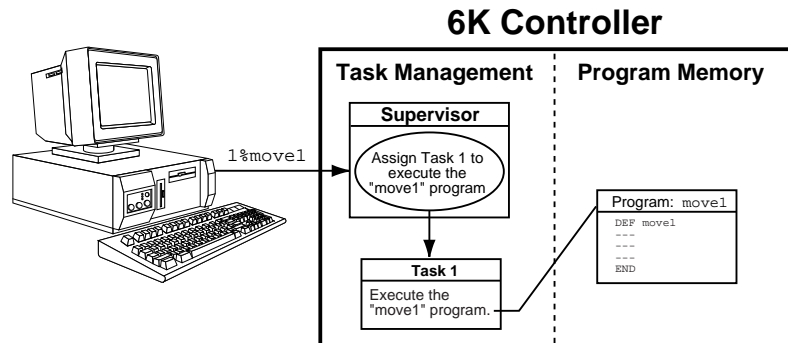 6K Controller
Task Management
Program Memory
Supervisor
1%move1
Assign Task 1 to
execute the
"move1" program
Program: move1
DEF move1
---
---
---
END
Task 1
Execute the
"move1" program.